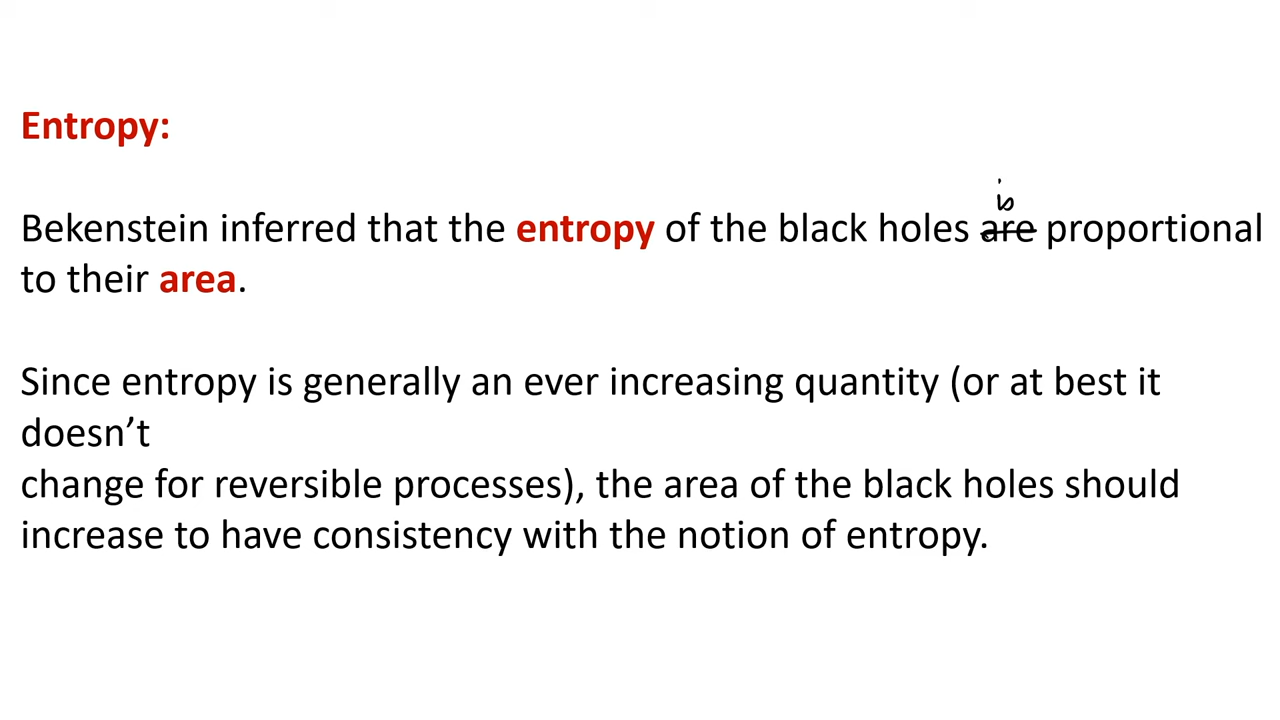 Entropy:
is
Bekenstein inferred that the entropy of the black holes are proportional
to their area.
Since entropy is generally an ever increasing quantity (or at best it
doesn’t
change for reversible processes), the area of the black holes should
increase to have consistency with the notion of entropy.